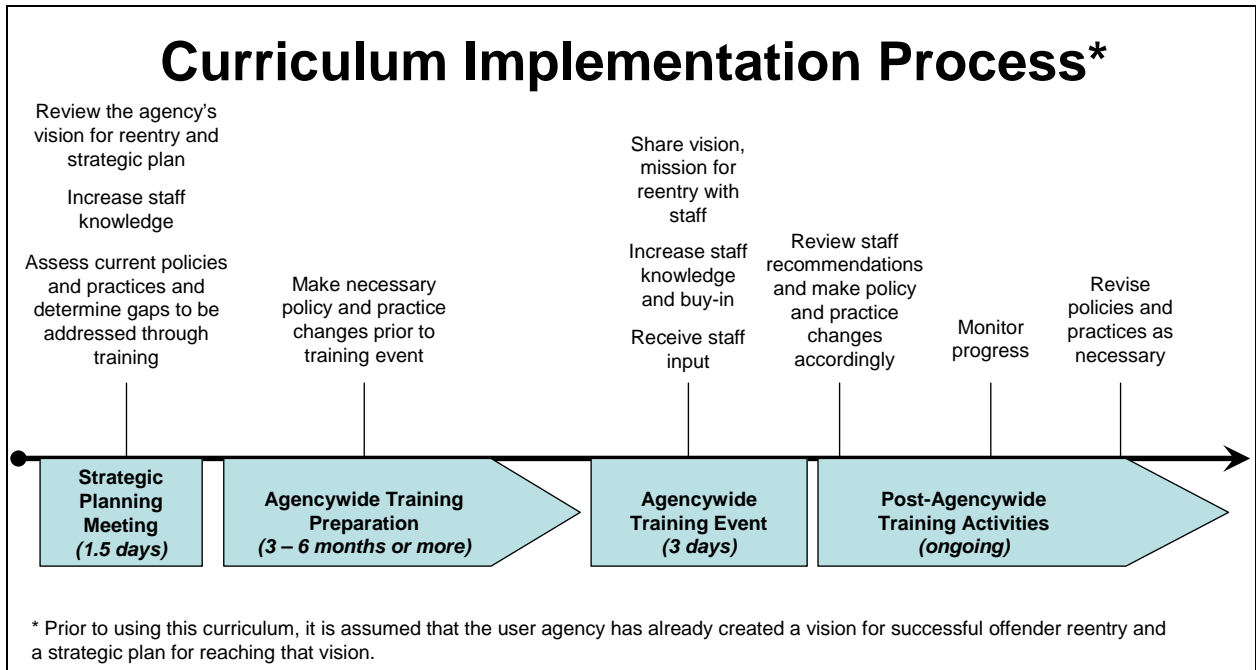 Curriculum Implementation Process*
Review the agency's
vision for reentry and
strategic plan
Increase staff
knowledge
Assess current policies
and practices and
determine gaps to be
addressed through
training
Make necessary
policy and practice
changes prior to
training event
Share vision,
mission for
reentry with
staff
Increase staff
knowledge
and buy-in
Receive staff
input
Review staff
recommendations
and make policy
and practice
changes
accordingly
Monitor
progress
Revise
policies and
practices as
necessary
Strategic
Planning
Meeting
(1.5 days)
Agencywide Training
Preparation
(3 – 6 months or more)
Agencywide
Training Event
(3 days)
Post-Agencywide
Training Activities
(ongoing)
* Prior to using this curriculum, it is assumed that the user agency has already created a vision for successful offender reentry and
a strategic plan for reaching that vision.